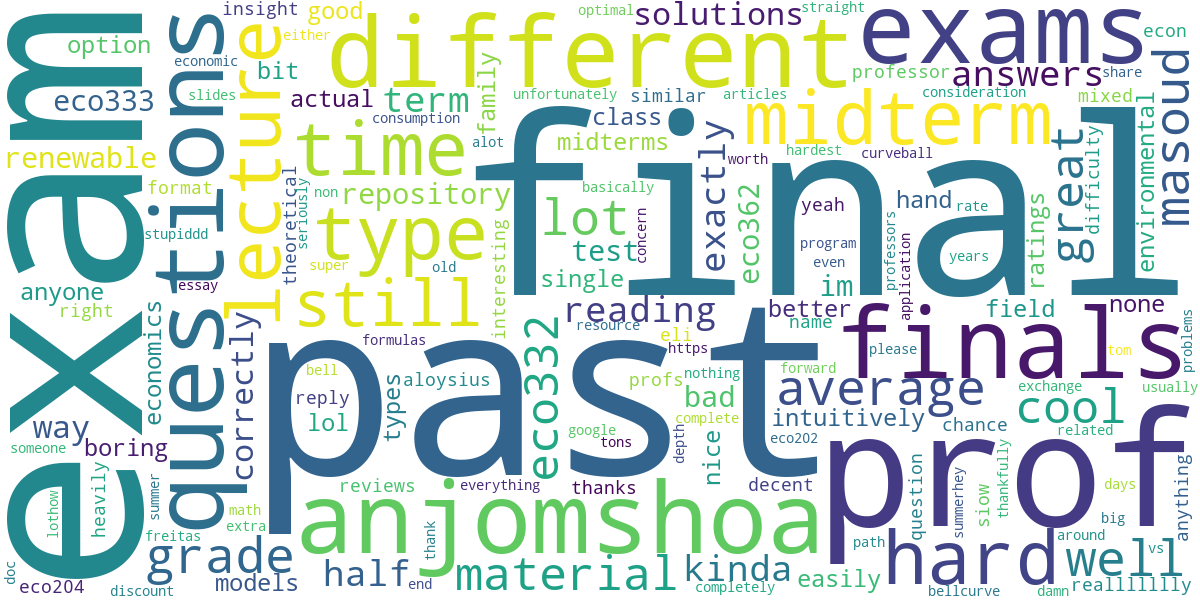 exam
final
past
prof
different
exams
questions
lecture
time
type
still
midterm
finals
anjomshoa
hard
masoud
great
average
grade
material
well
cool
kinda
half
eco332
reading
lot
test
exactly
repository
term
solutions
answers
insight
good
optimal
straight
either
option
economic
bit
eco333
slides
actual
consumption
family
unfortunately
similar
articles
professor
share
econ
consideration
mixed
alot
class
midterms
worth
hardest
curveball
renewable
format
theoretical
seriously
non
basically
concern
eco362
yeah
hand
rate
ratings
difficulty
environmental
stupiddd
super
old
interesting
single
program
even
professors
years
application
im
field
none
anyone
right
essay
economics
correctly
formulas
resource
eli
https
better
name
please
tom
problems
way
boring
someone
bell
reply
lol
types
aloysius
profs
nothing
bad
complete
forward
intuitively
chance
exchange
usually
related
google
tons
depth
nice
eco202
lothow
heavily
summer
math
extra
freitas
reviews
everything
thanks
decent
question
summerhey
siow
thankfully
days
big
anything
doc
eco204
discount
models
thank
end
completely
easily
path
bellcurve
around
damn
vs
reallllllly